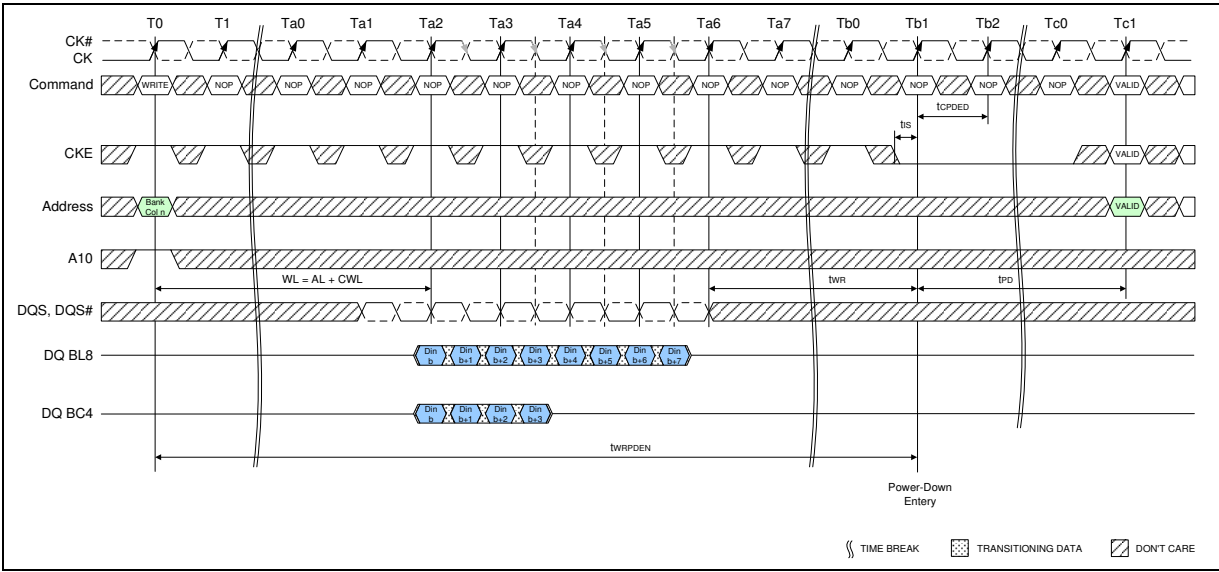 T0 T1 Ta0 Ta1 Ta2 Ta3 Ta4 Ta5 Ta6 Ta7 Tb0 Tb1 Tb2 Tc0 Tc1
CK#
CK
Command WRITE NOP NOP NOP NOP NOP NOP NOP NOP NOP NOP NOP NOP NOP VALID
tCPDED
tIS
CKE VALID
Address Bank Col n VALID
A10
WL = AL + CWL tWR tPD
DQS, DQS#
DQ BL8 Din b Din b+1 Din b+2 Din b+3 Din b+4 Din b+5 Din b+6 Din b+7
DQ BC4 Din b Din b+1 Din b+2 Din b+3
tWRPDEN
Power-Down
Entery
TIME BREAK TRANSITIONING DATA DON'T CARE